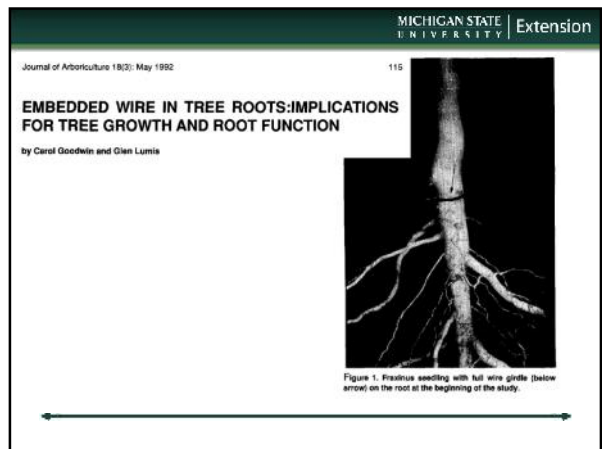 MICHIGAN STATE
UNIVERSITY
Extension
Journal of Arboriculture 18(3): May 1992
115
EMBEDDED WIRE IN TREE ROOTS:IMPLICATIONS
FOR TREE GROWTH AND ROOT FUNCTION
by Carol Goodwin and Glen Lumis
Figure 1. Fraxinus seedling with full wire girdle (below
arrow) on the root at the beginning of the study.